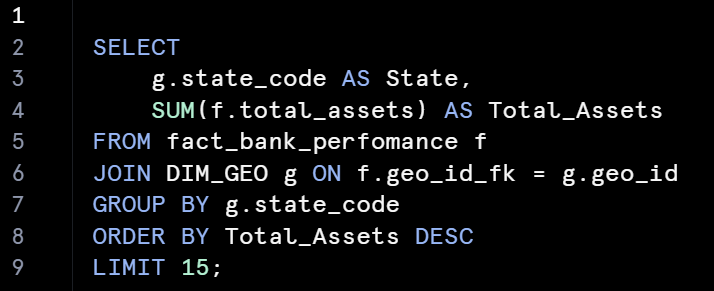 1
2 SELECT
3 g.state_code AS State,
4 SUM(f.total_assets) AS Total_Assets
5 FROM fact_bank_perfomance f
6 JOIN DIM_GEO g ON f.geo_id_fk = g.geo_id
7 GROUP BY g.state_code
8 ORDER BY Total_Assets DESC
9 LIMIT 15;